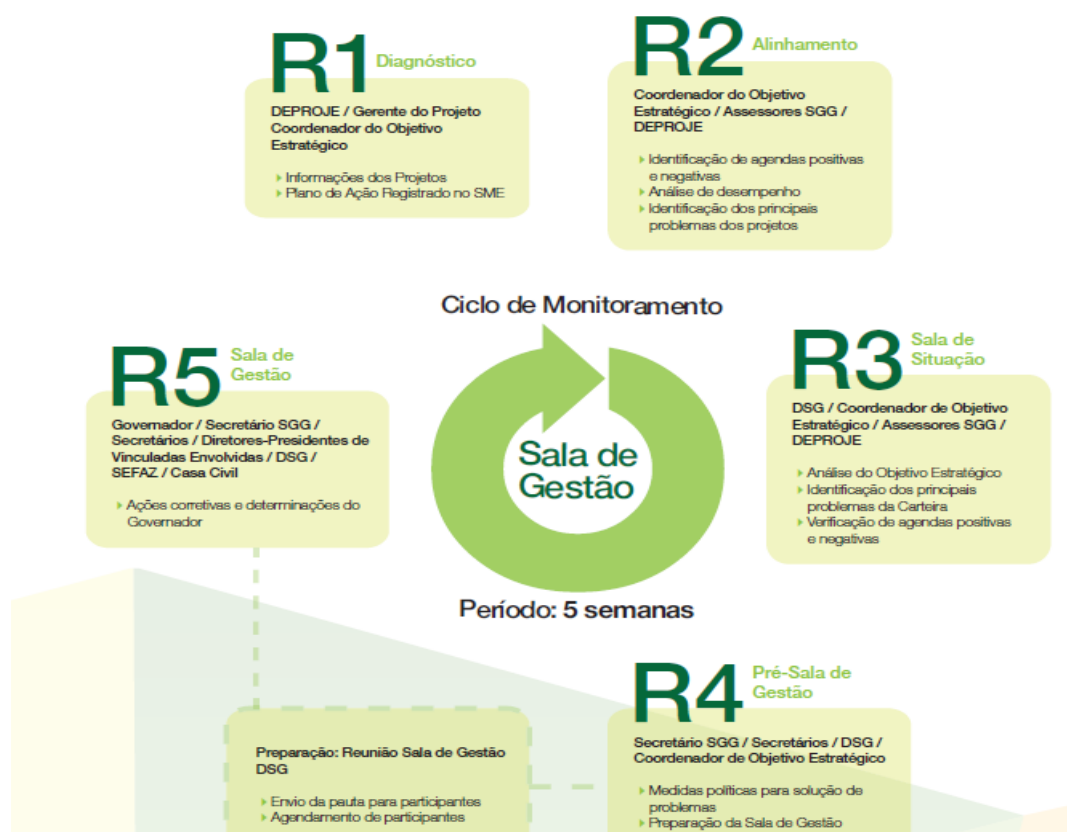 R1 Diagnóstico
DEPROJE / Gerente do Projeto
Coordenador do Objetivo
Estratégico
Informações dos Projetos
Plano de Ação Registrado no SME
R2 Alinhamento
Coordenador do Objetivo
Estratégico / Assessores SGG /
DEPROJE
Identificação de agendas positivas
e negativas
Análise de desempenho
Identificação dos principais
problemas dos projetos
Ciclo de Monitoramento
Sala de
Gestão
Período: 5 semanas
R3 Sala de
Situação
DSG / Coordenador de Objetivo
Estratégico / Assessores SGG /
DEPROJE
Análise do Objetivo Estratégico
Identificação dos principais
problemas da Carteira
Verificação de agendas positivas
e negativas
R4 Pré-Sala de
Gestão
Secretário SGG / Secretários / DSG /
Coordenador de Objetivo Estratégico
Medidas políticas para solução de
problemas
Preparação da Sala de Gestão
Preparação: Reunião Sala de Gestão
DSG
Envio da pauta para participantes
Agendamento de participantes
R5 Sala de
Gestão
Governador / Secretário SGG /
Secretários / Diretores-Presidentes de
Vinculadas Envolvidas / DSG /
SEFAZ / Casa Civil
Ações corretivas e determinações do
Governador